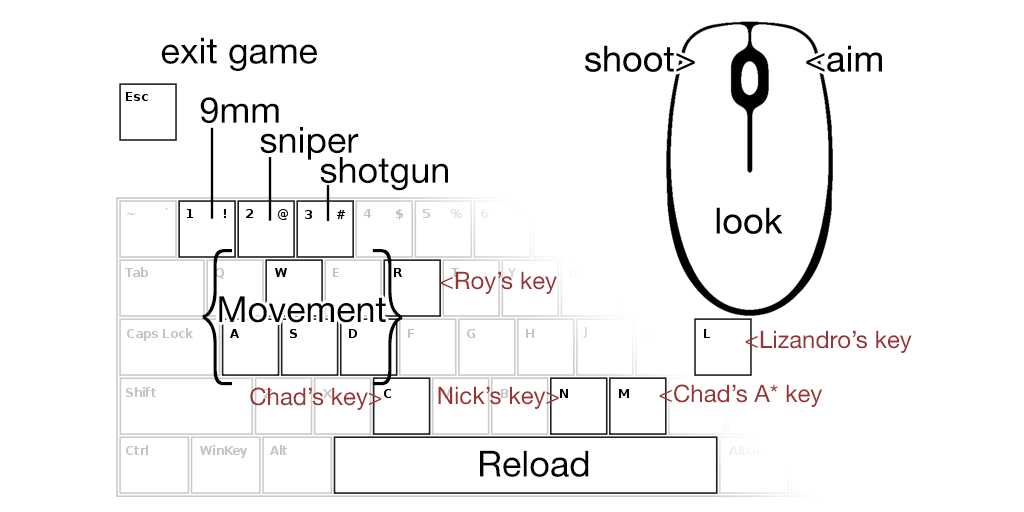 exit game
shoot>
<aim
Esc
9mm
sniper
shotgun
look
~ ` 1 ! 2 @ 3 # 4 $ 5 % 6
Tab Q W E R T Y U
<Roy's key
Movement
Caps Lock A S D F G H J L
<Lizandro's key
Shift X C B N M
Chad's key>
Nick's key>
<Chad's A* key
Ctrl WinKey Alt Reload AltGr